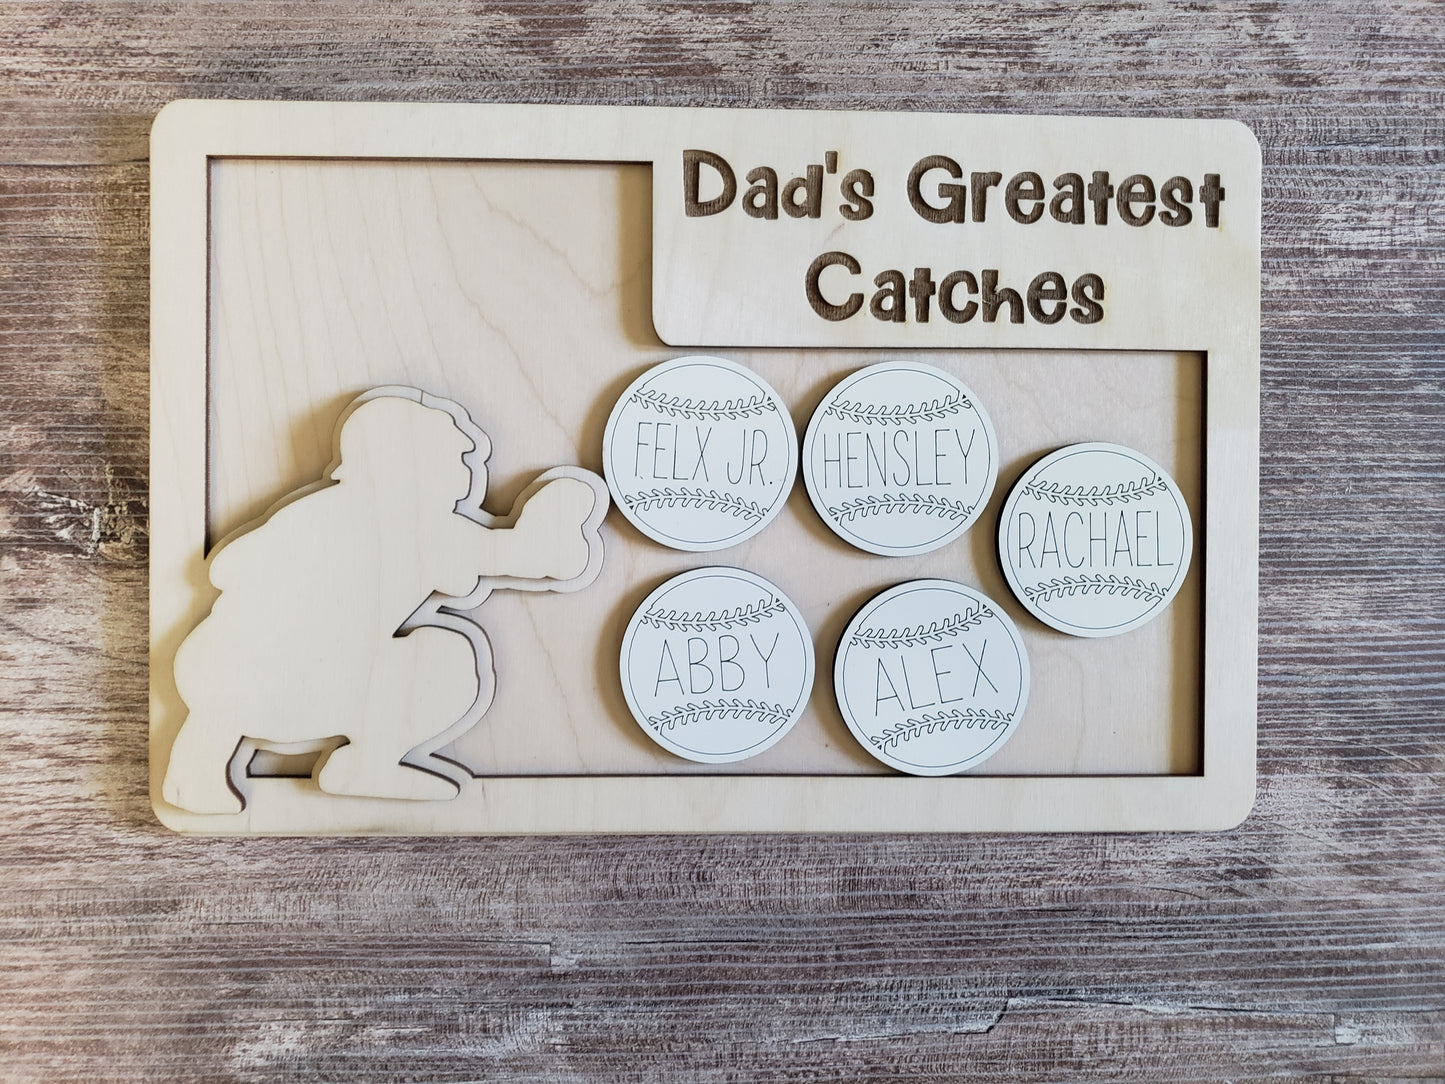 Dad's Greatest
Catches
FELX JR.
HENSLEY
RACHAEL
ABBY
ALEX